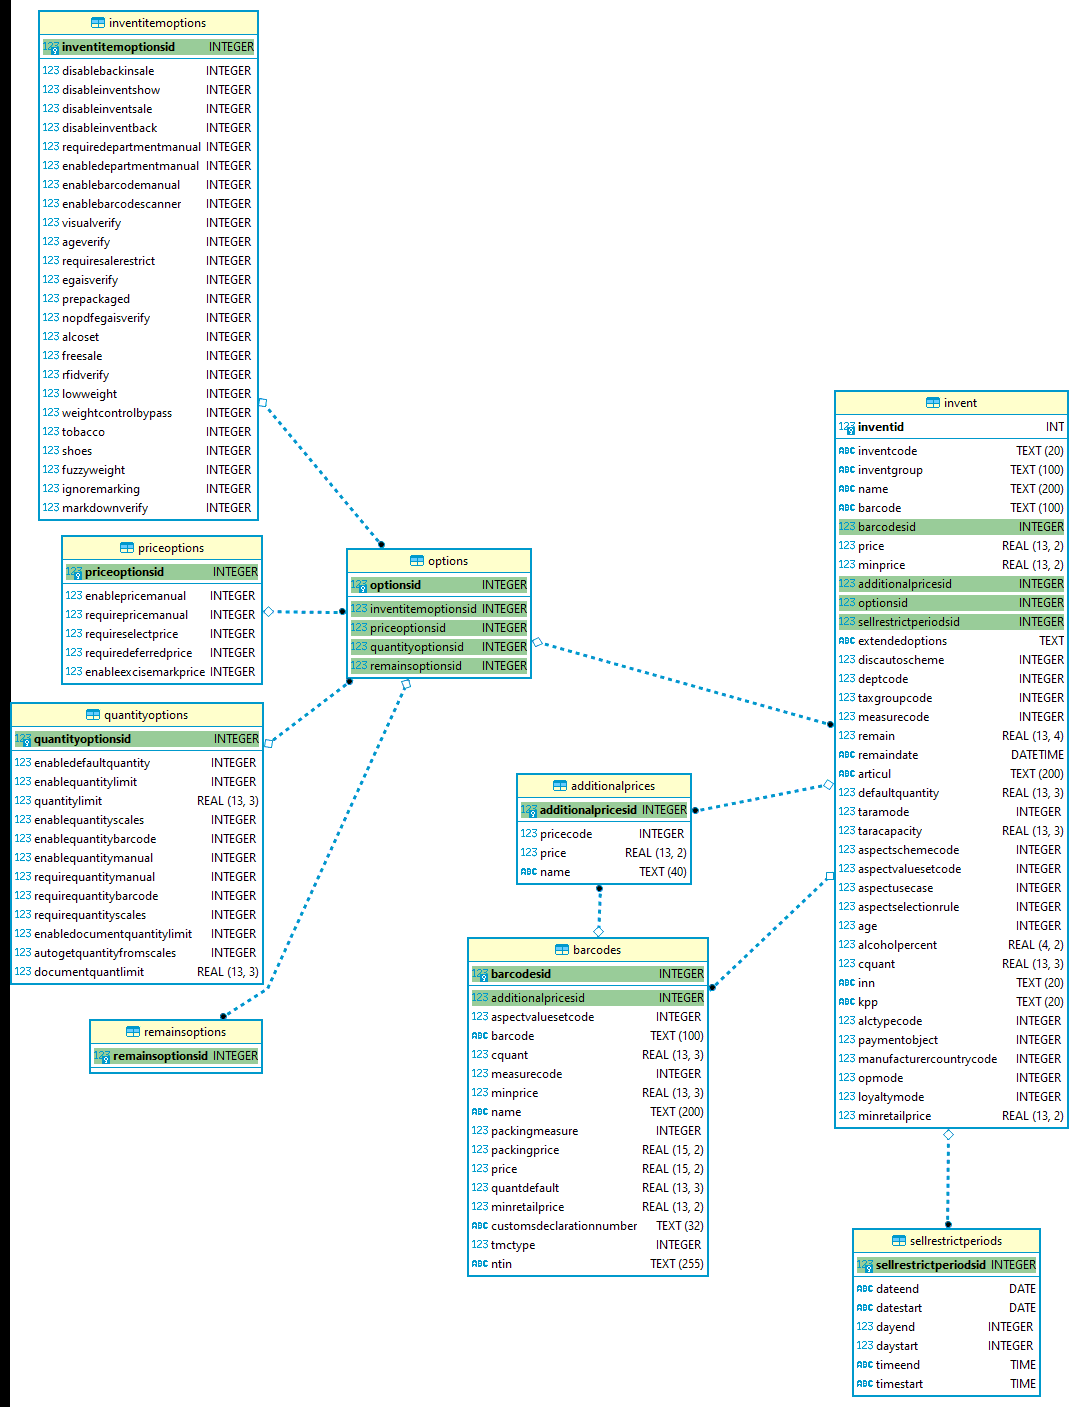 inventitemoptions
123 inventitemoptionsid INTEGER
123 disablebackinsale INTEGER
123 disableinventshow INTEGER
123 disableinventsale INTEGER
123 disableinventback INTEGER
123 requiredepartmentmanual INTEGER
123 enabledepartmentmanual INTEGER
123 enablebarcodemanual INTEGER
123 enablebarcodescanner INTEGER
123 visualverify INTEGER
123 ageverify INTEGER
123 requiresalerestrict INTEGER
123 egaisverify INTEGER
123 prepackaged INTEGER
123 nopdfegaisverify INTEGER
123 alcoset INTEGER
123 freesale INTEGER
123 rfidverify INTEGER
123 lowweight INTEGER
123 weightcontrolbypass INTEGER
123 tobacco INTEGER
123 shoes INTEGER
123 fuzzyweight INTEGER
123 ignoremarking INTEGER
123 markdownverify INTEGER
priceoptions
123 priceoptionsid INTEGER
123 enablepricemanual INTEGER
123 requirepricemanual INTEGER
123 requireselectprice INTEGER
123 requiredeferredprice INTEGER
123 enableexcisemarkprice INTEGER
quantityoptions
123 quantityoptionsid INTEGER
123 enabledefaultquantity INTEGER
123 enablequantitylimit INTEGER
123 quantitylimit REAL (13, 3)
123 enablequantityscales INTEGER
123 enablequantitybarcode INTEGER
123 enablequantitymanual INTEGER
123 requirequantitymanual INTEGER
123 requirequantitybarcode INTEGER
123 requirequantityscales INTEGER
123 enabledocumentquantitylimit INTEGER
123 autogetquantityfromscales INTEGER
123 documentquantlimit REAL (13, 3)
remainsoptions
123 remainsoptionsid INTEGER
options
123 optionsid INTEGER
123 inventitemoptionsid INTEGER
123 priceoptionsid INTEGER
123 quantityoptionsid INTEGER
123 remainsoptionsid INTEGER
additionalprices
123 additionalpricesid INTEGER
123 pricecode INTEGER
123 price REAL (13, 2)
ABC name TEXT (40)
barcodes
123 barcodesid INTEGER
123 additionalpricesid INTEGER
123 aspectvaluesetcode INTEGER
ABC barcode TEXT (100)
123 cquant REAL (13, 3)
123 measurecode INTEGER
123 minprice REAL (13, 3)
ABC name TEXT (200)
123 packingmeasure INTEGER
123 packingprice REAL (15, 2)
123 price REAL (15, 2)
123 quantdefault REAL (13, 3)
123 minretailprice REAL (13, 2)
ABC customsdeclarationnumber TEXT (32)
123 tmctype INTEGER
ABC ntin TEXT (255)
invent
123 inventid INT
ABC inventcode TEXT (20)
ABC inventgroup TEXT (100)
ABC name TEXT (200)
ABC barcode TEXT (100)
123 barcodesid INTEGER
123 price REAL (13, 2)
123 minprice REAL (13, 2)
123 additionalpricesid INTEGER
123 optionsid INTEGER
123 sellrestrictperiodsid INTEGER
ABC extendedoptions TEXT
123 discautoscheme INTEGER
123 deptcode INTEGER
123 taxgroupcode INTEGER
123 measurecode INTEGER
123 remain REAL (13, 4)
ABC remaindate DATETIME
ABC articul TEXT (200)
123 defaultquantity REAL (13, 3)
123 taramode INTEGER
123 taracapacity REAL (13, 3)
123 aspectschemecode INTEGER
123 aspectvaluesetcode INTEGER
123 aspectusecase INTEGER
123 aspectselectionrule INTEGER
123 age INTEGER
123 alcoholpercent REAL (4, 2)
123 cquant REAL (13, 3)
ABC inn TEXT (20)
ABC kpp TEXT (20)
123 alctypecode INTEGER
123 paymentobject INTEGER
123 manufacturercountrycode INTEGER
123 opmode INTEGER
123 loyaltymode INTEGER
123 minretailprice REAL (13, 2)
sellrestrictperiods
123 sellrestrictperiodsid INTEGER
ABC dateend DATE
ABC datestart DATE
123 dayend INTEGER
123 daystart INTEGER
ABC timeend TIME
ABC timestart TIME